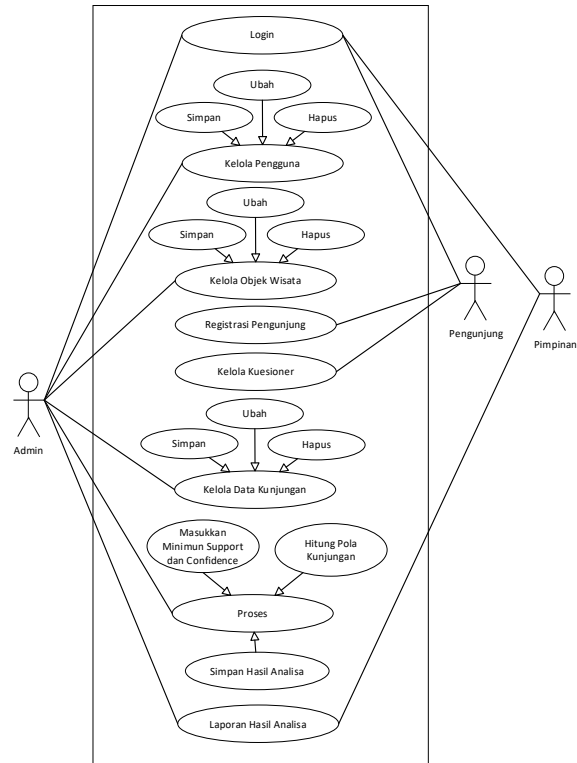 Login
Ubah
Simpan
Hapus
Kelola Pengguna
Ubah
Simpan
Hapus
Kelola Objek Wisata
Registrasi Pengunjung
Kelola Kuesioner
Ubah
Simpan
Hapus
Kelola Data Kunjungan
Masukkan
Minimun Support
dan Confidence
Hitung Pola
Kunjungan
Proses
Simpan Hasil Analisa
Laporan Hasil Analisa
Admin
Pengunjung
Pimpinan